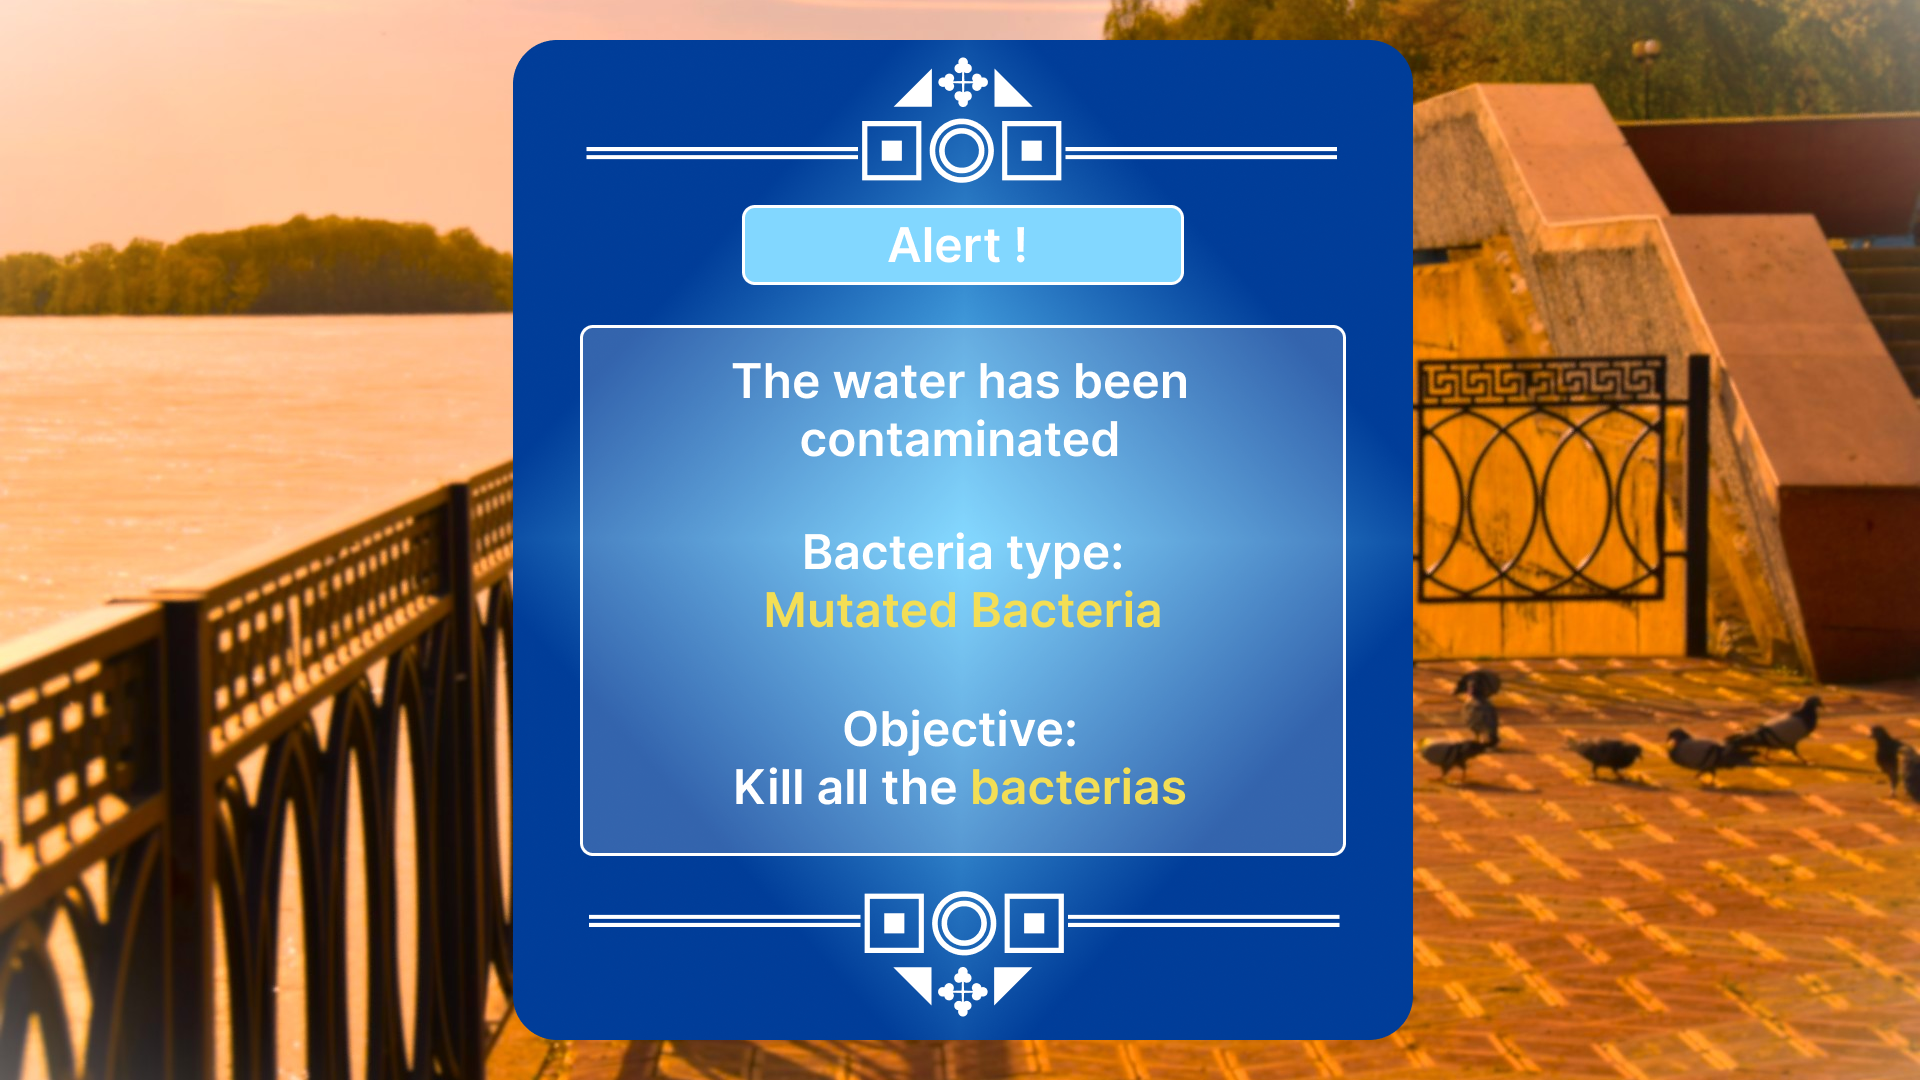 Alert !
The water has been
contaminated
Bacteria type:
Mutated Bacteria
Objective:
Kill all the bacterias